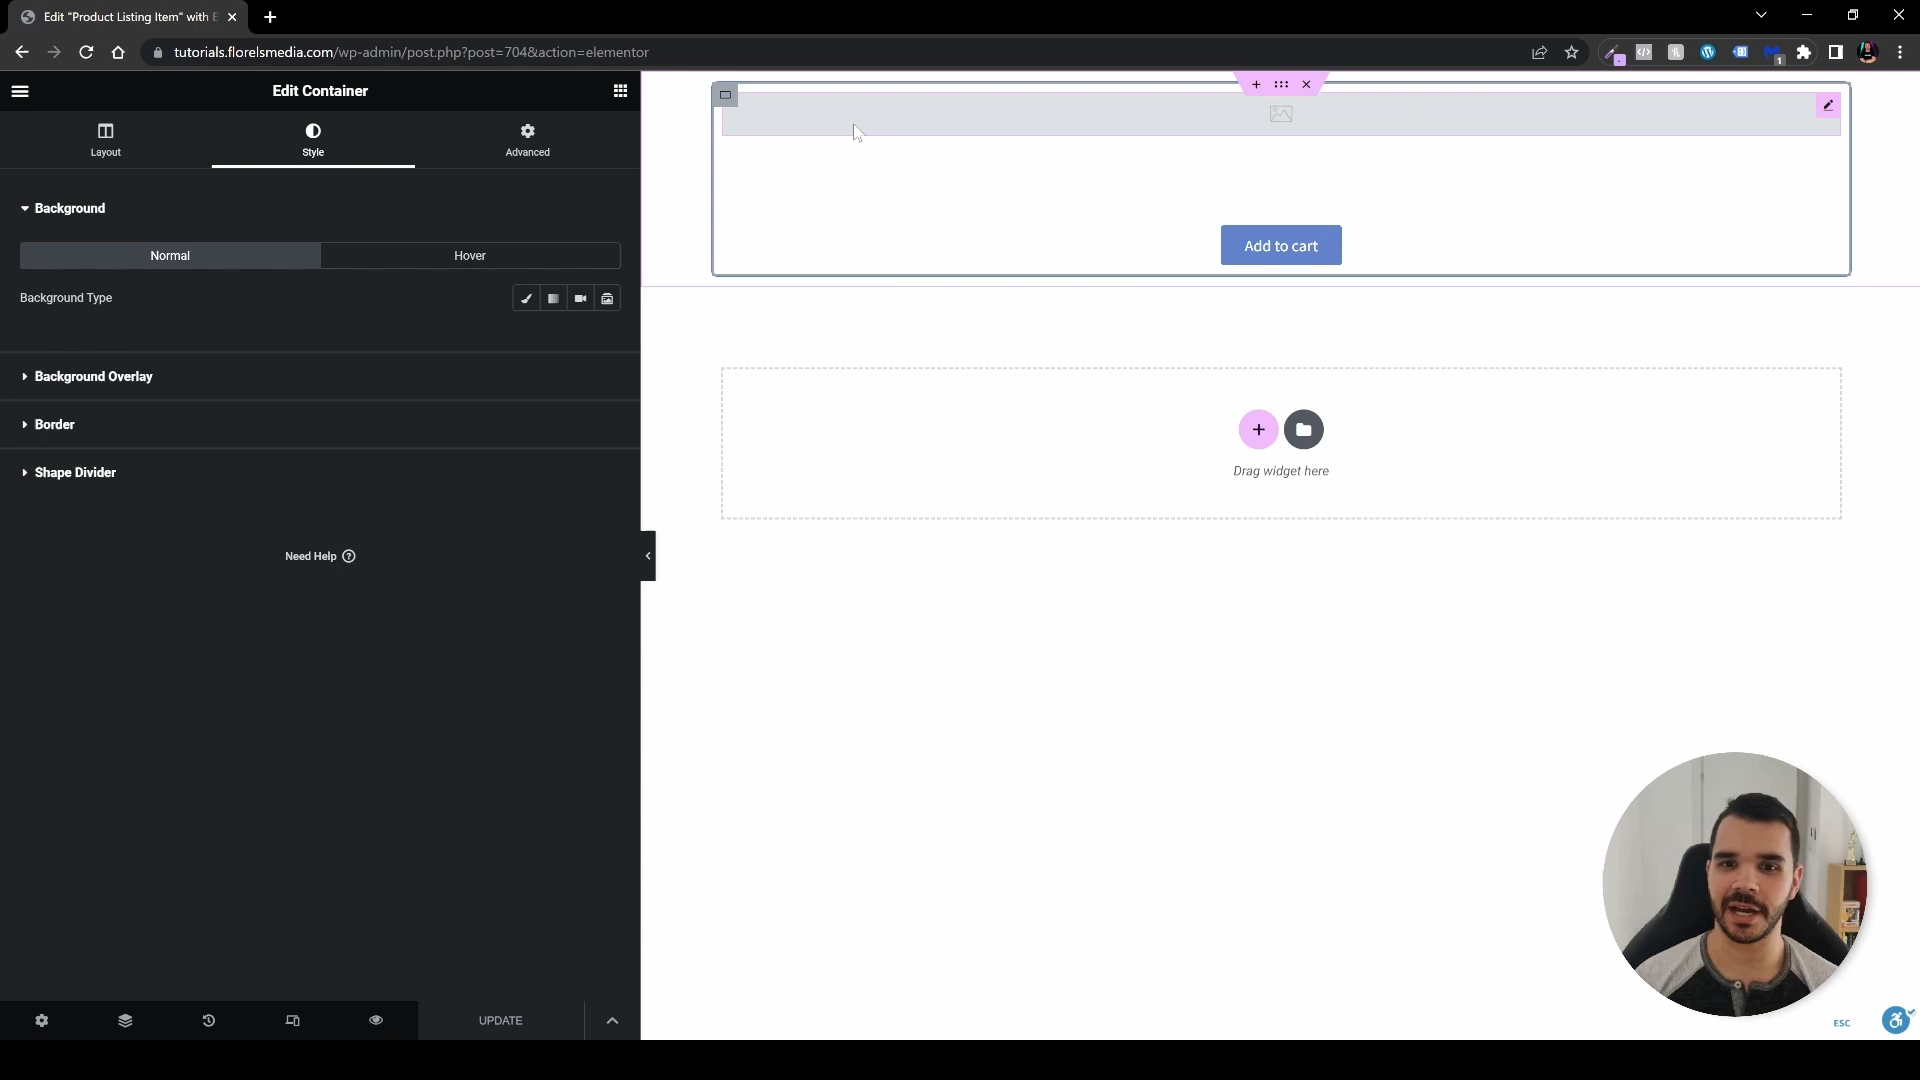 Edit "Product Listing Item" with E
tutorials.florelsmedia.com/wp-admin/post.php?post=704&action=elementor
1
Edit Container
Layout
Style
Advanced
Background
Normal
Hover
Background Type
Background Overlay
Border
Shape Divider
Need Help
UPDATE
Add to cart
Drag widget here
ESC